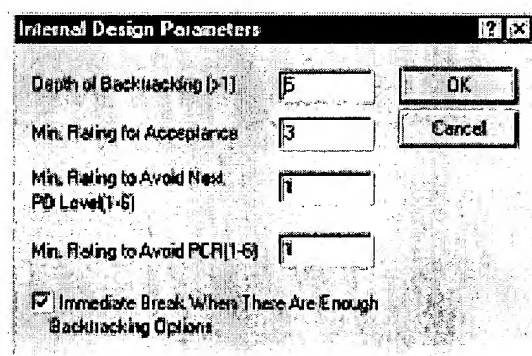 Internal Design Parameters
Depth of Backtracking (>1) 5 OK
Min. Rating for Acceptance 3 Cancel
Min. Rating to Avoid Next
PD Level(1-6) 1
Min. Rating to Avoid PCR(1-6) 1
Immediate Break When There Are Enough
Backtracking Options